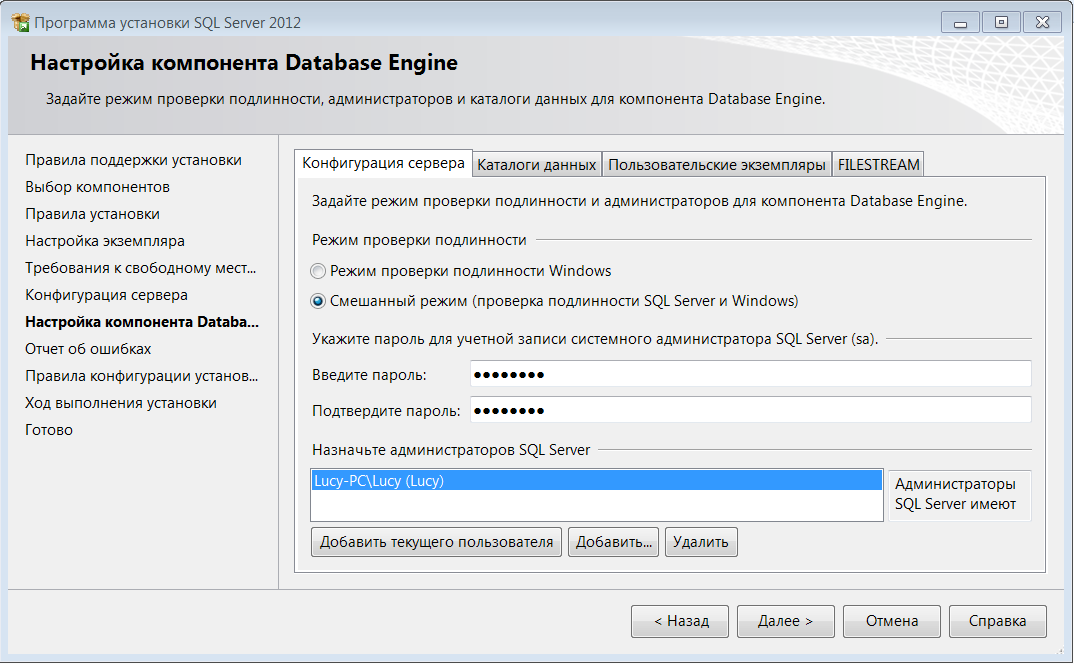 Программа установки SQL Server 2012
Настройка компонента Database Engine
Задайте режим проверки подлинности, администраторов и каталоги данных для компонента Database Engine.
Правила поддержки установки
Выбор компонентов
Правила установки
Настройка экземпляра
Требования к свободному мест...
Конфигурация сервера
Настройка компонента Databa...
Отчет об ошибках
Правила конфигурации установ...
Ход выполнения установки
Готово
Конфигурация сервера Каталоги данных Пользовательские экземпляры FILESTREAM
Задайте режим проверки подлинности и администраторов для компонента Database Engine.
Режим проверки подлинности
Режим проверки подлинности Windows
Смешанный режим (проверка подлинности SQL Server и Windows)
Укажите пароль для учетной записи системного администратора SQL Server (sa).
Введите пароль: ●●●●●●●●
Подтвердите пароль: ●●●●●●●●
Назначьте администраторов SQL Server
Lucy-PC\Lucy (Lucy)
Администраторы
SQL Server имеют
Добавить текущего пользователя Добавить... Удалить
< Назад Далее > Отмена Справка